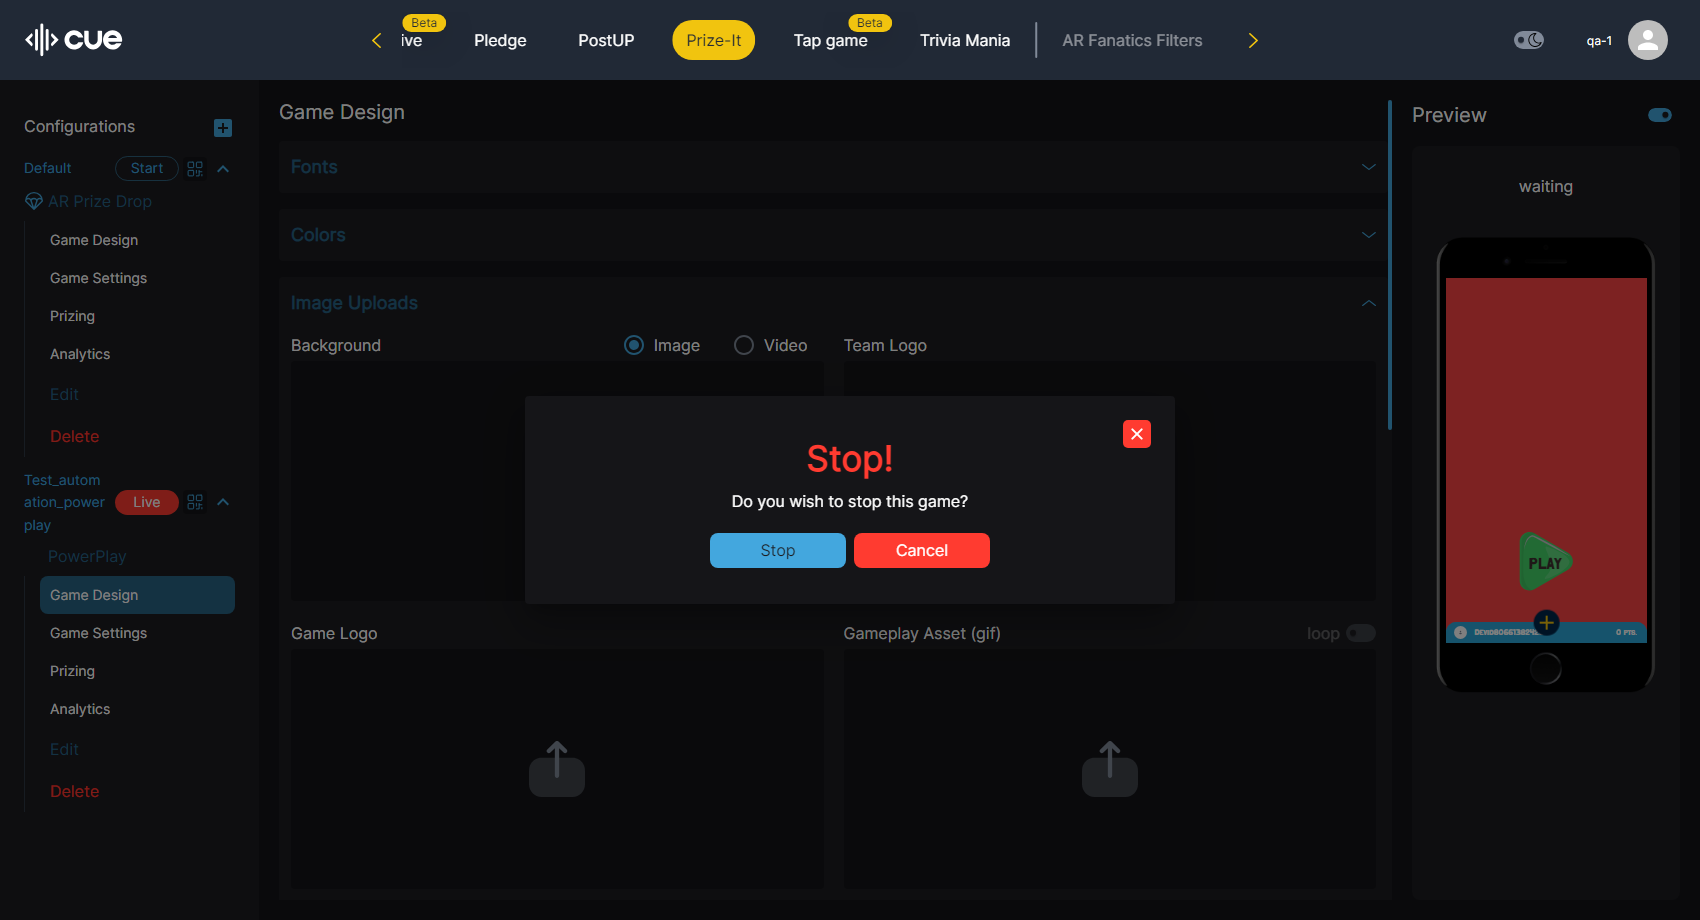 cue
Beta
ive
Pledge
PostUP
Prize-It
Beta
Tap game
Trivia Mania
AR Fanatics Filters
qa-1
Configurations
Default
Start
AR Prize Drop
Game Design
Game Settings
Prizing
Analytics
Edit
Delete
Test_autom
ation_power
play
Live
PowerPlay
Game Design
Game Settings
Prizing
Analytics
Edit
Delete
Game Design
Fonts
Colors
Image Uploads
Background
Image
Video
Team Logo
Stop!
Do you wish to stop this game?
Stop
Cancel
Game Logo
Gameplay Asset (gif)
loop
Preview
waiting
PLAY
0 PTS.